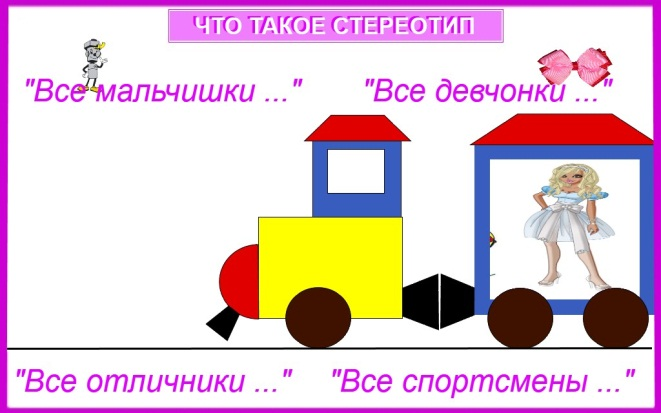 ЧТО ТАКОЕ СТЕРЕОТИП
"Все мальчишки ..." "Все девчонки ..."
"Все отличники ..." "Все спортсмены ..."